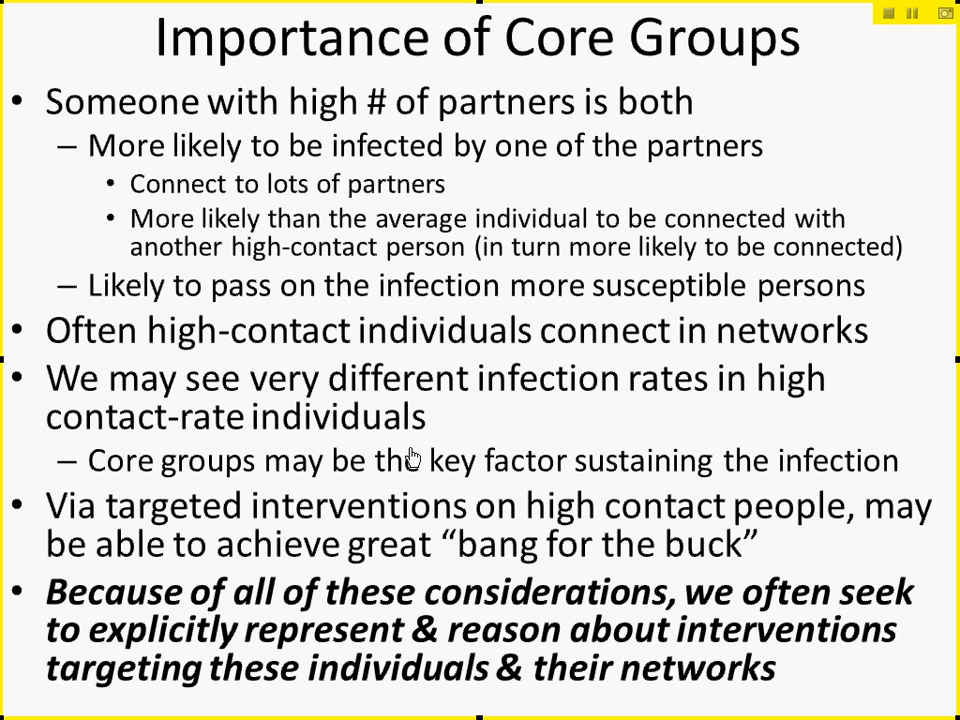 Importance of Core Groups
• Someone with high # of partners is both
– More likely to be infected by one of the partners
• Connect to lots of partners
• More likely than the average individual to be connected with
another high-contact person (in turn more likely to be connected)
– Likely to pass on the infection more susceptible persons
• Often high-contact individuals connect in networks
• We may see very different infection rates in high
contact-rate individuals
– Core groups may be the key factor sustaining the infection
• Via targeted interventions on high contact people, may
be able to achieve great “bang for the buck”
• Because of all of these considerations, we often seek
to explicitly represent & reason about interventions
targeting these individuals & their networks